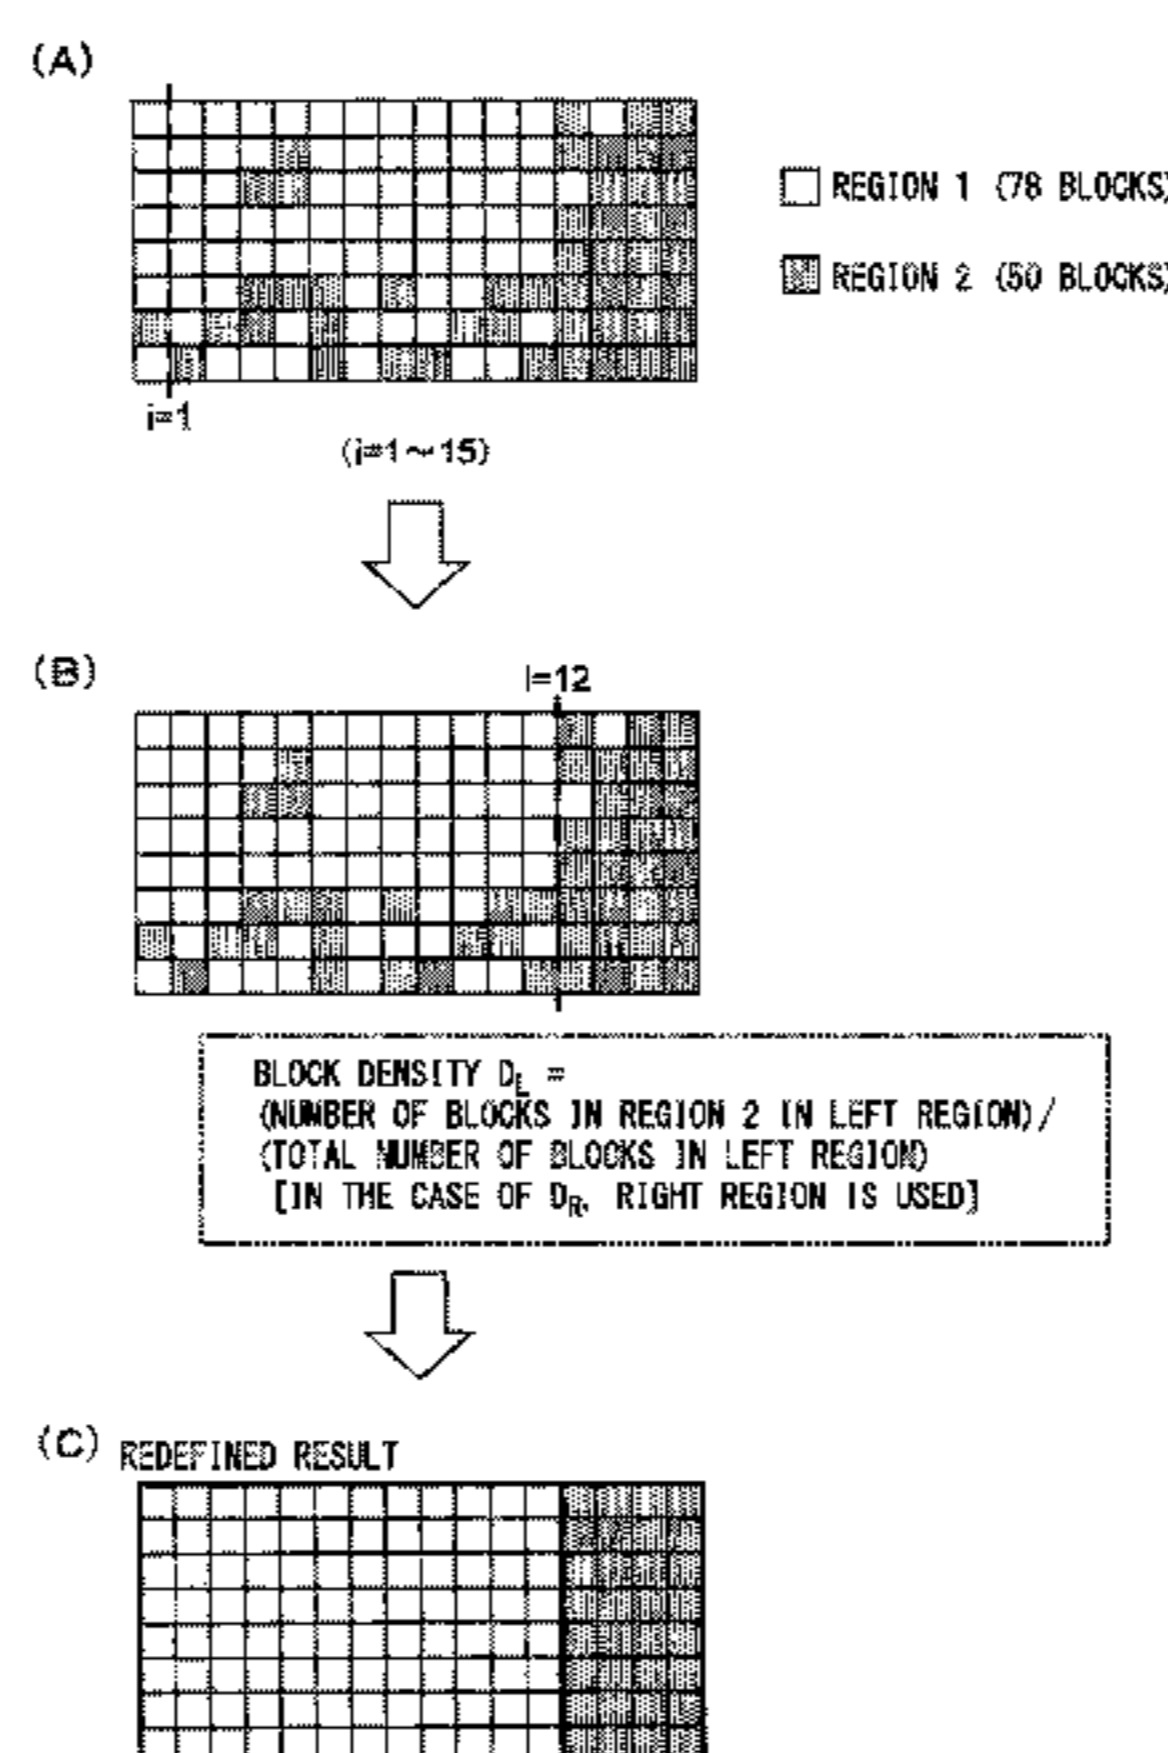 (A)
REGION 1 (78 BLOCKS)
REGION 2 (50 BLOCKS)
i=1
(i=1～15)
(B)
i=12
BLOCK DENSITY DL =
(NUMBER OF BLOCKS IN REGION 2 IN LEFT REGION)/
(TOTAL NUMBER OF BLOCKS IN LEFT REGION)
[IN THE CASE OF DR, RIGHT REGION IS USED]
(C)
REDEFINED RESULT